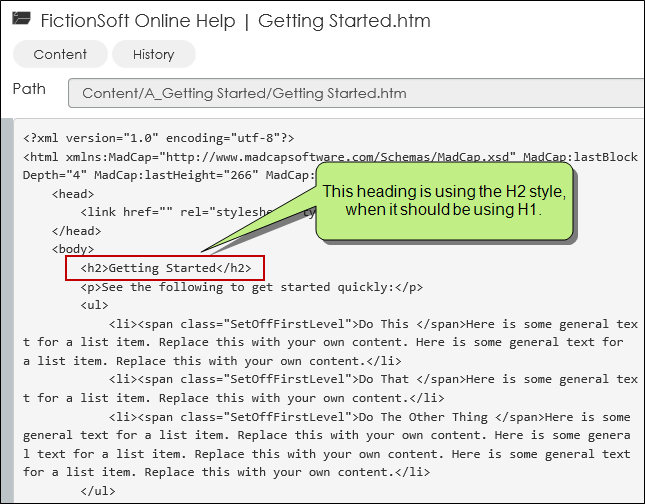 FictionSoft Online Help | Getting Started.htm
Content
History
Path
Content/A_Getting Started/Getting Started.htm
<?xml version="1.0" encoding="utf-8"?>
<html xmlns:MadCap="http://www.madcapsoftware.com/Schemas/MadCap.xsd" MadCap:lastBlock
Depth="4" MadCap:lastHeight="266" MadCap:
<head>
<link href="" rel="styleshe
</head>
<body>
This heading is using the H2 style,
when it should be using H1.
<h2>Getting Started</h2>
<p>See the following to get started quickly:</p>
<ul>
<li><span class="SetOffFirstLevel">Do This </span>Here is some general tex
t for a list item. Replace this with your own content. Here is some general text for
a list item. Replace this with your own content.</li>
<li><span class="SetOffFirstLevel">Do That </span>Here is some general tex
t for a list item. Replace this with your own content.</li>
<li><span class="SetOffFirstLevel">Do The Other Thing </span>Here is some
general text for a list item. Replace this with your own content. Here is some genera
l text for a list item. Replace this with your own content. Here is some general text
for a list item. Replace this with your own content.</li>
</ul>